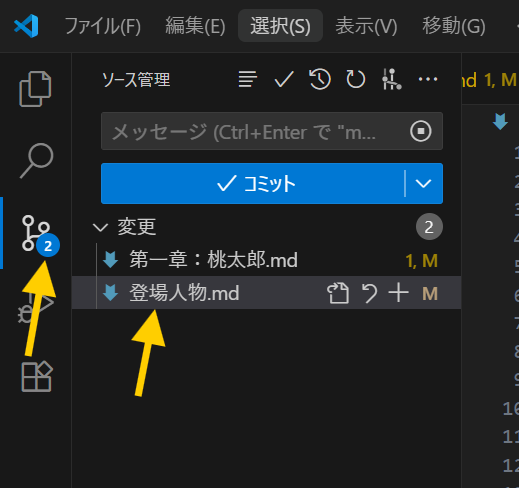 ファイル(F) 編集(E) 選択(S) 表示(V) 移動(G)
ソース管理
md 1, M
メッセージ (Ctrl+Enter で "m...
コミット
変更 2
第一章：桃太郎.md 1, M
登場人物.md M
2
1
2
3
4
5
6
7
8
9
10
11
12